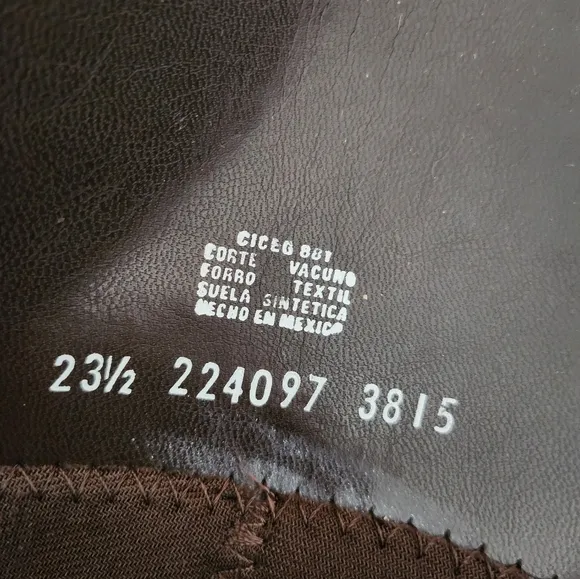 CICEG 881
CORTE VACUNO
FORRO TEXTIL
SUELA SINTETICA
HECHO EN MEXICO
23½ 224097 3815